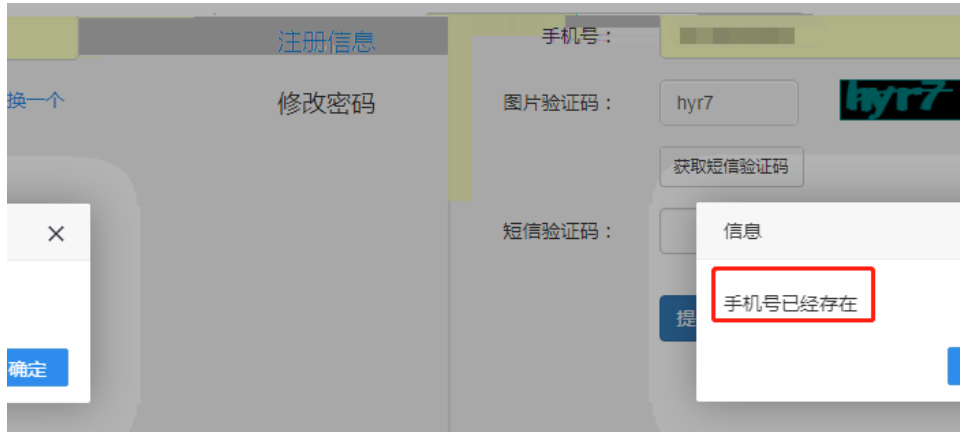 注册信息
手机号：
换一个
修改密码
图片验证码：
hyr7
hyr7
获取短信验证码
短信验证码：
信息
手机号已经存在
提
确定